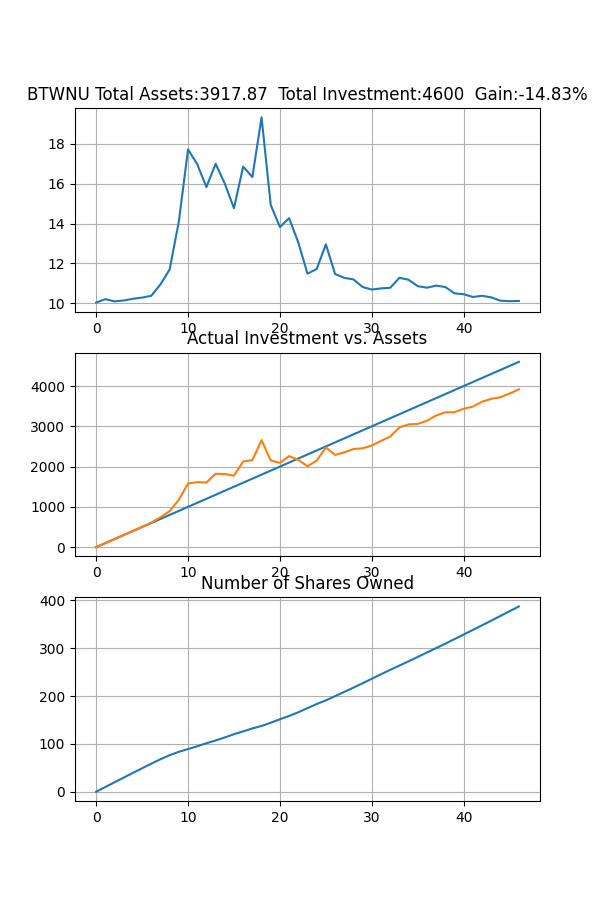 BTWNU Total Assets:3917.87  Total Investment:4600  Gain:-14.83%
18
16
14
12
10
0 10 20 30 40
Actual Investment vs. Assets
4000
3000
2000
1000
0
0 10 20 30 40
Number of Shares Owned
400
300
200
100
0
0 10 20 30 40